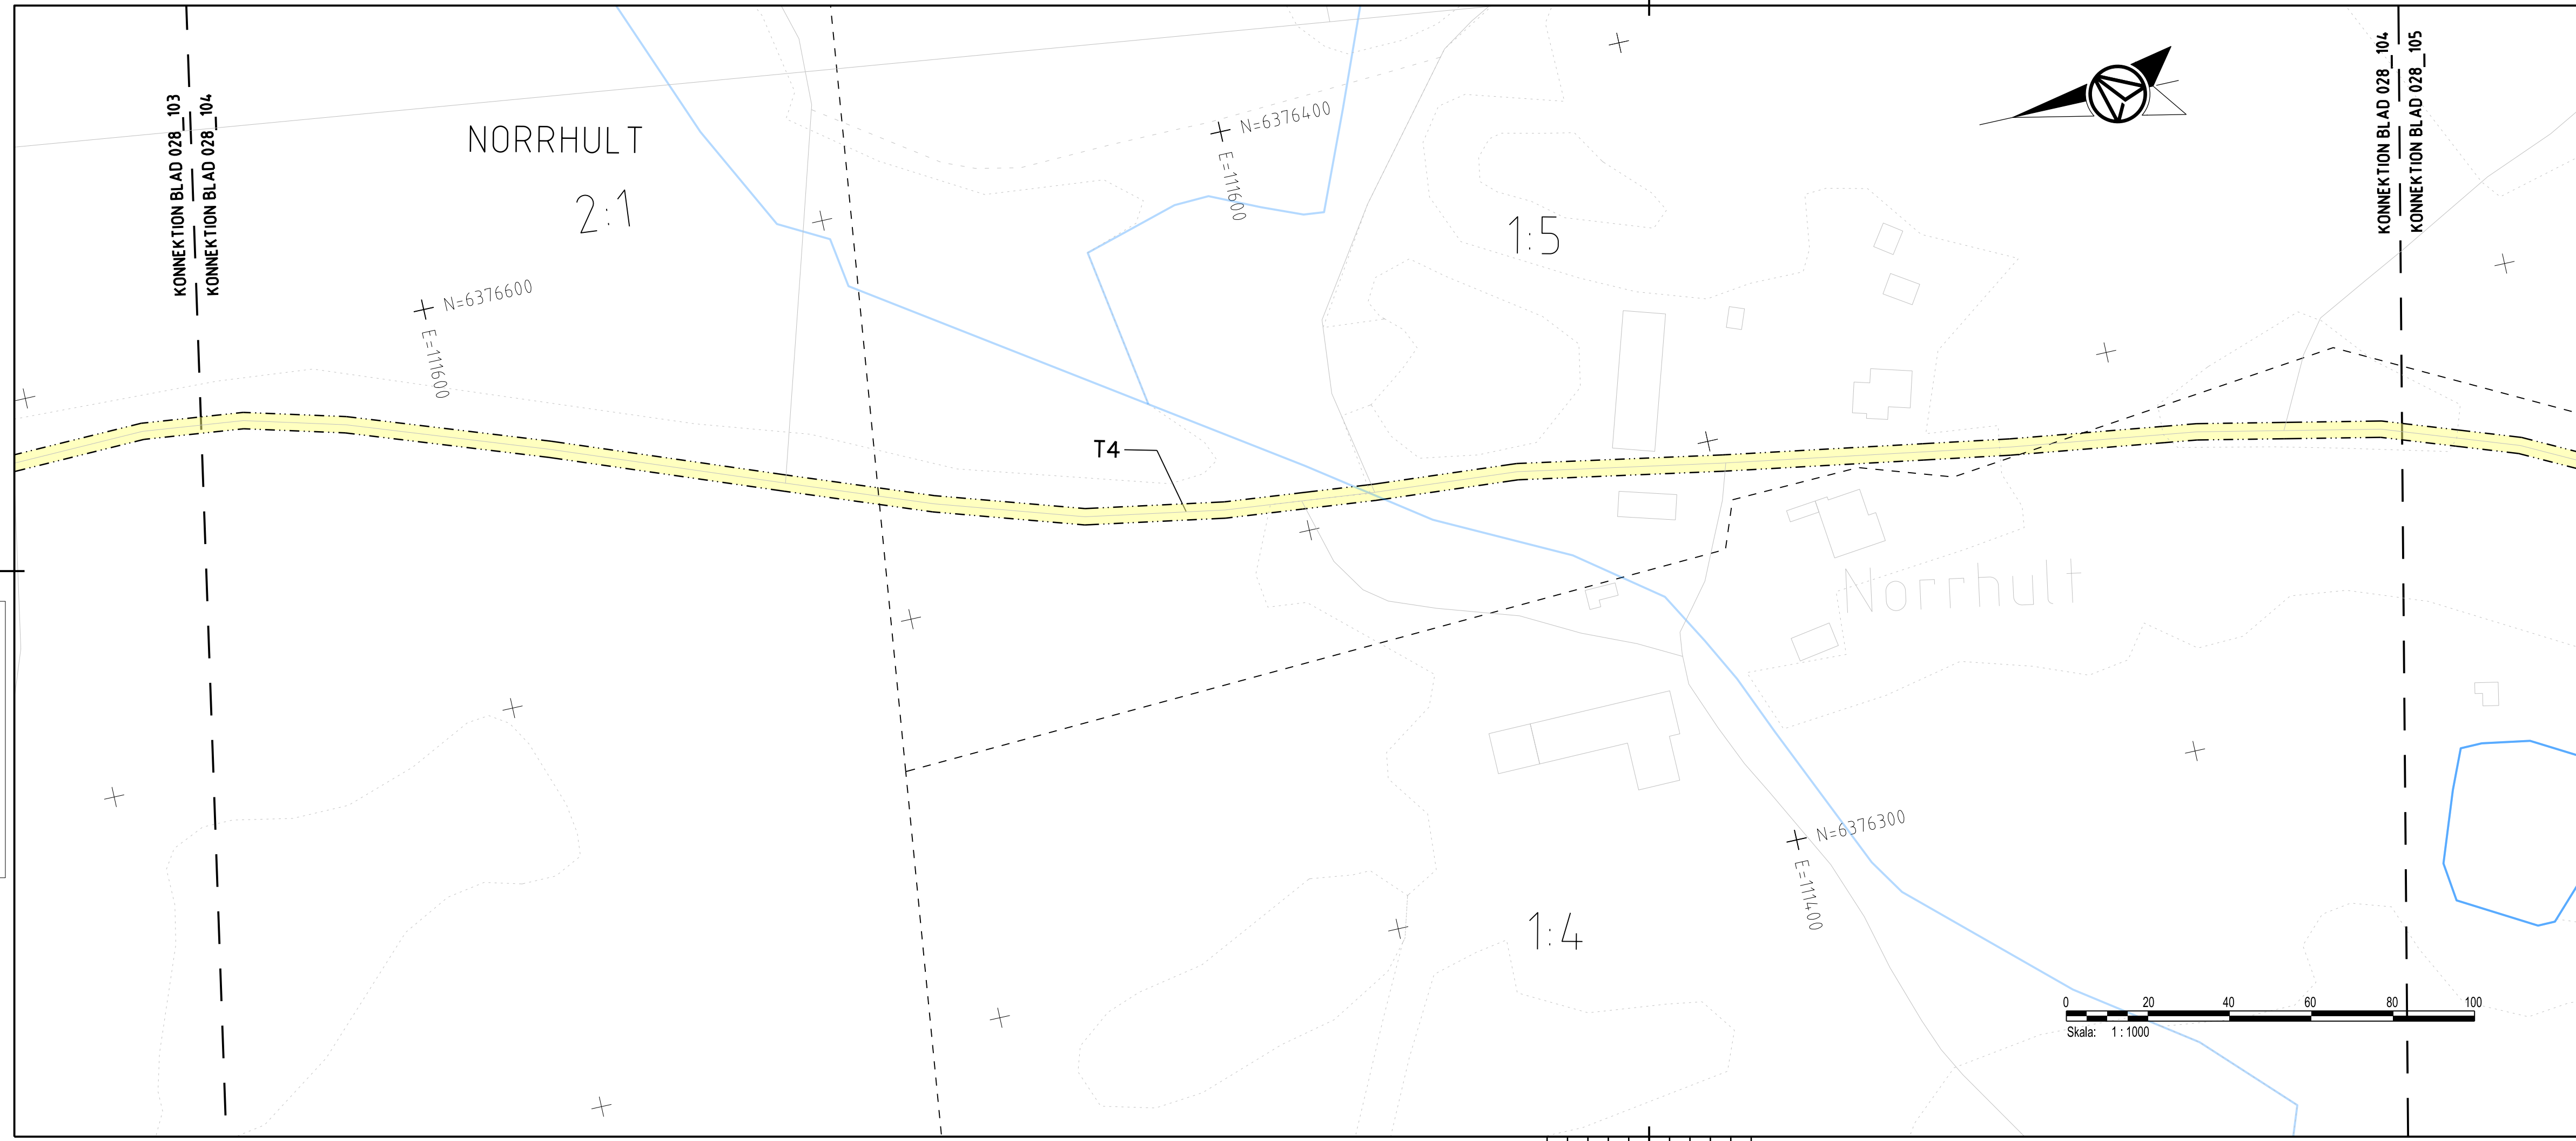 KONNEKTION BLAD 028_103
KONNEKTION BLAD 028_104
NORRHULT
2:1
N=6376600
E=111600
N=6376400
E=111600
1:5
KONNEKTION BLAD 028_104
KONNEKTION BLAD 028_105
T4
Norrhult
N=6376300
E=111400
1:4
0 20 40 60 80 100
Skala: 1 : 1000